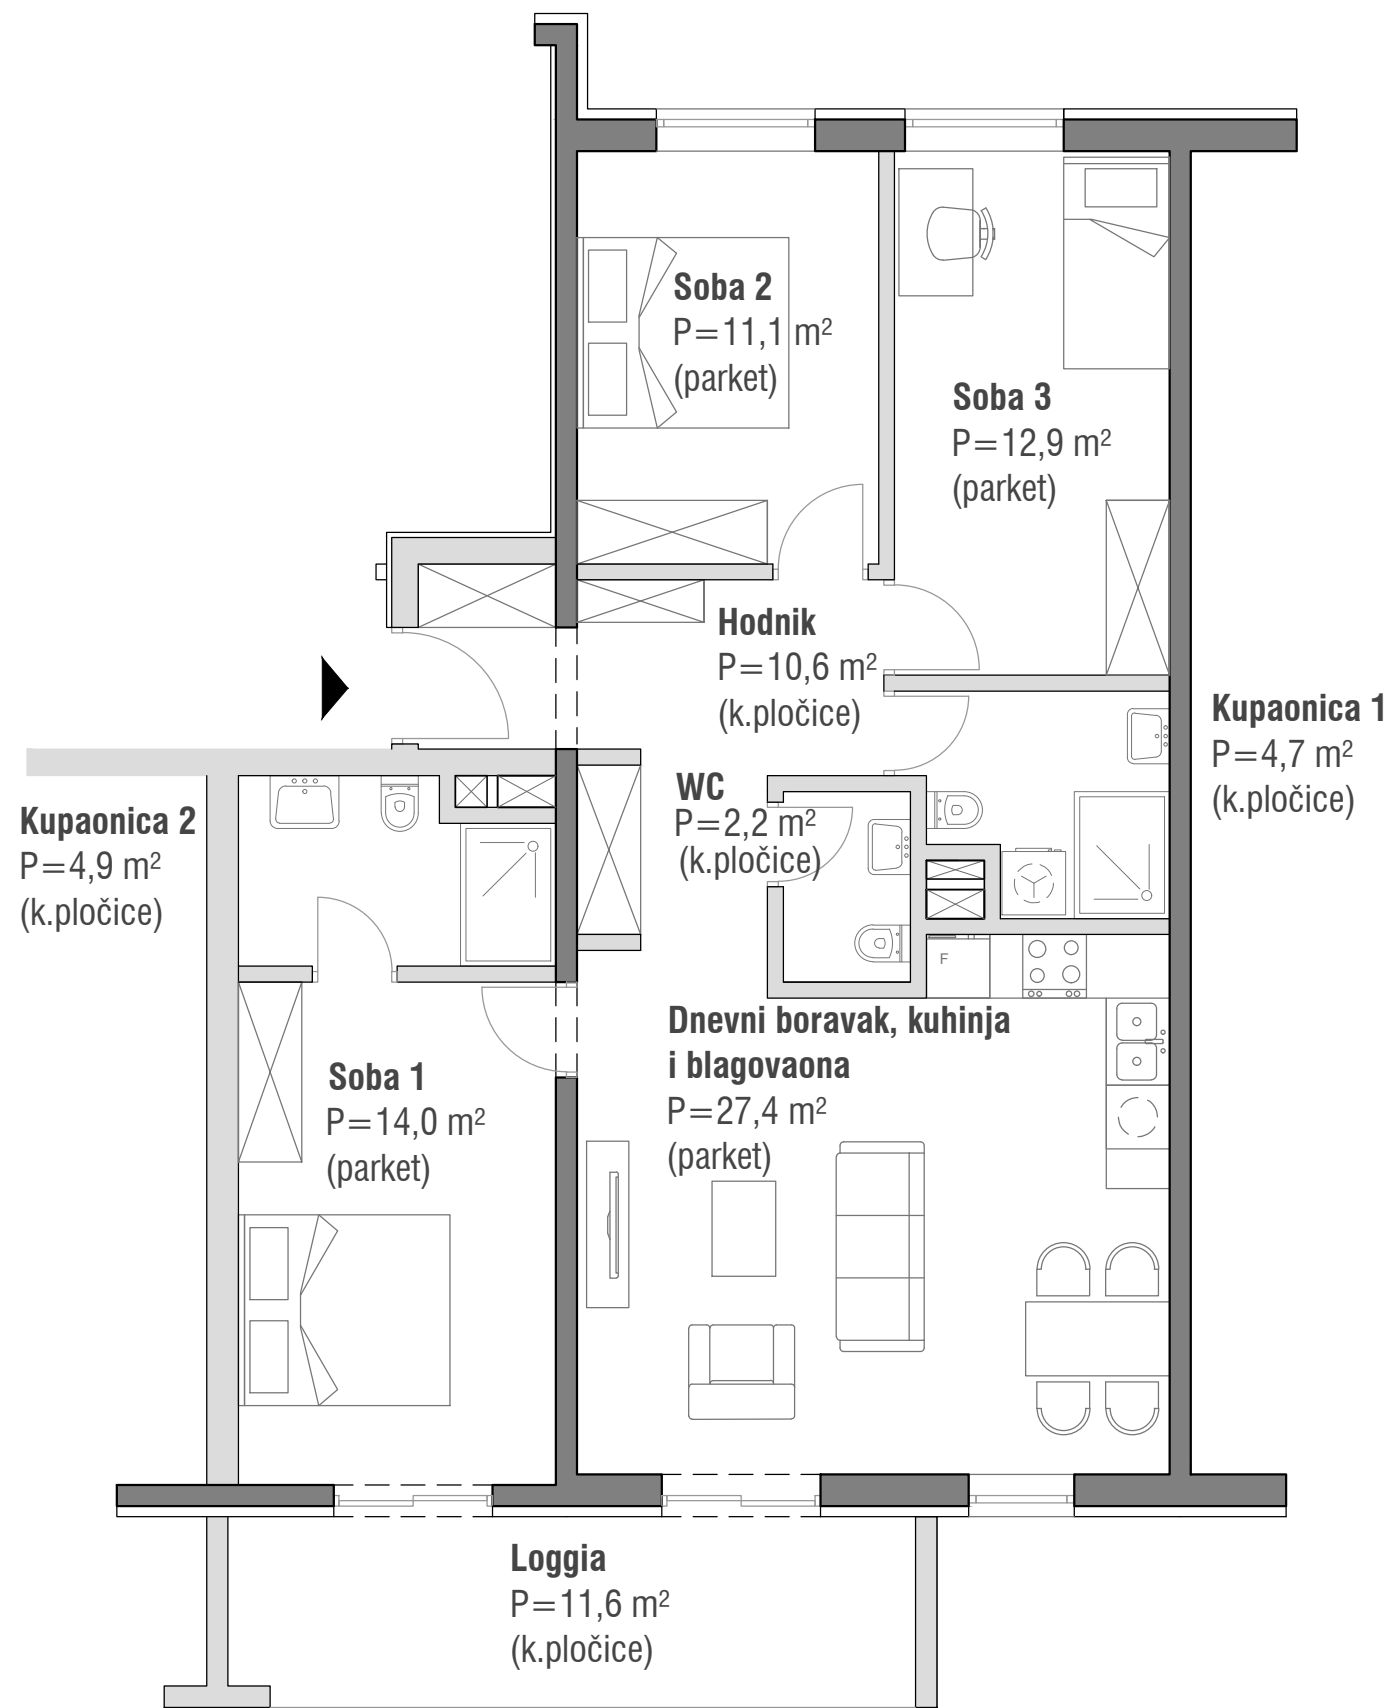 Soba 2
P=11,1 m²
(parket)
Soba 3
P=12,9 m²
(parket)
Hodnik
P=10,6 m²
(k.pločice)
Kupaonica 1
P=4,7 m²
(k.pločice)
WC
P=2,2 m²
(k.pločice)
Kupaonica 2
P=4,9 m²
(k.pločice)
F
Dnevni boravak, kuhinja
i blagovaona
P=27,4 m²
(parket)
Soba 1
P=14,0 m²
(parket)
Loggia
P=11,6 m²
(k.pločice)